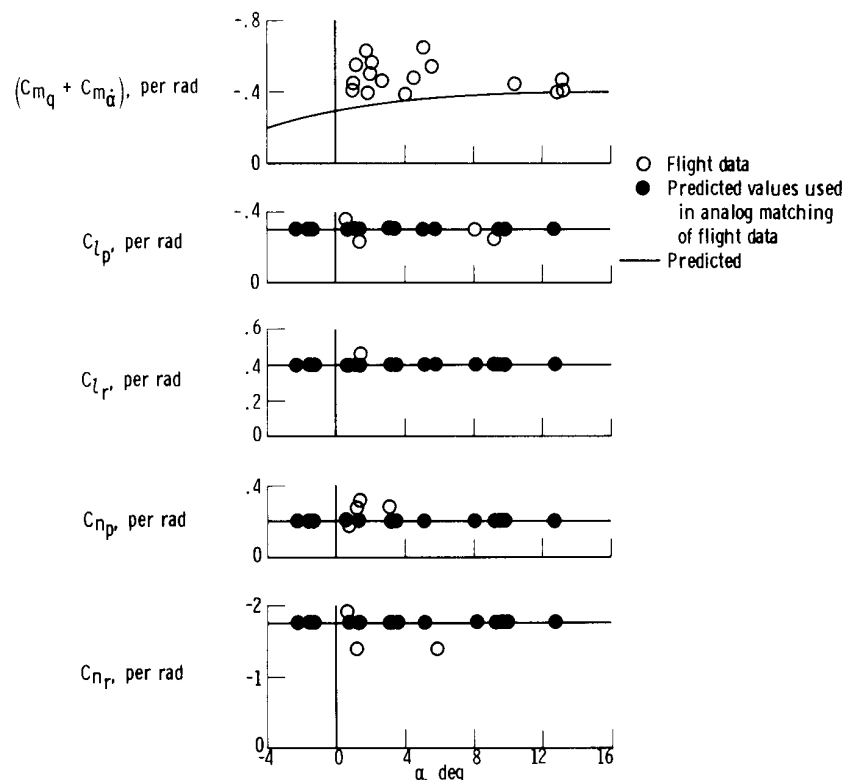 -.8
(Cmq + Cmα̇), per rad
-.4
0
○ Flight data
● Predicted values used
in analog matching
of flight data
— Predicted
-.4
Clp, per rad
0
.6
Clr, per rad
.4
.2
0
.4
Cnp, per rad
0
-2
Cnr, per rad
-1
0
-4 0 4 8 12 16
α, deg